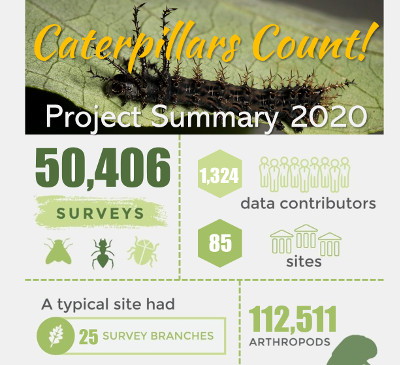 Caterpillars Count!
Project Summary 2020
50,406
SURVEYS
1,324
data contributors
85
sites
A typical site had
25 SURVEY BRANCHES
112,511
ARTHROPODS